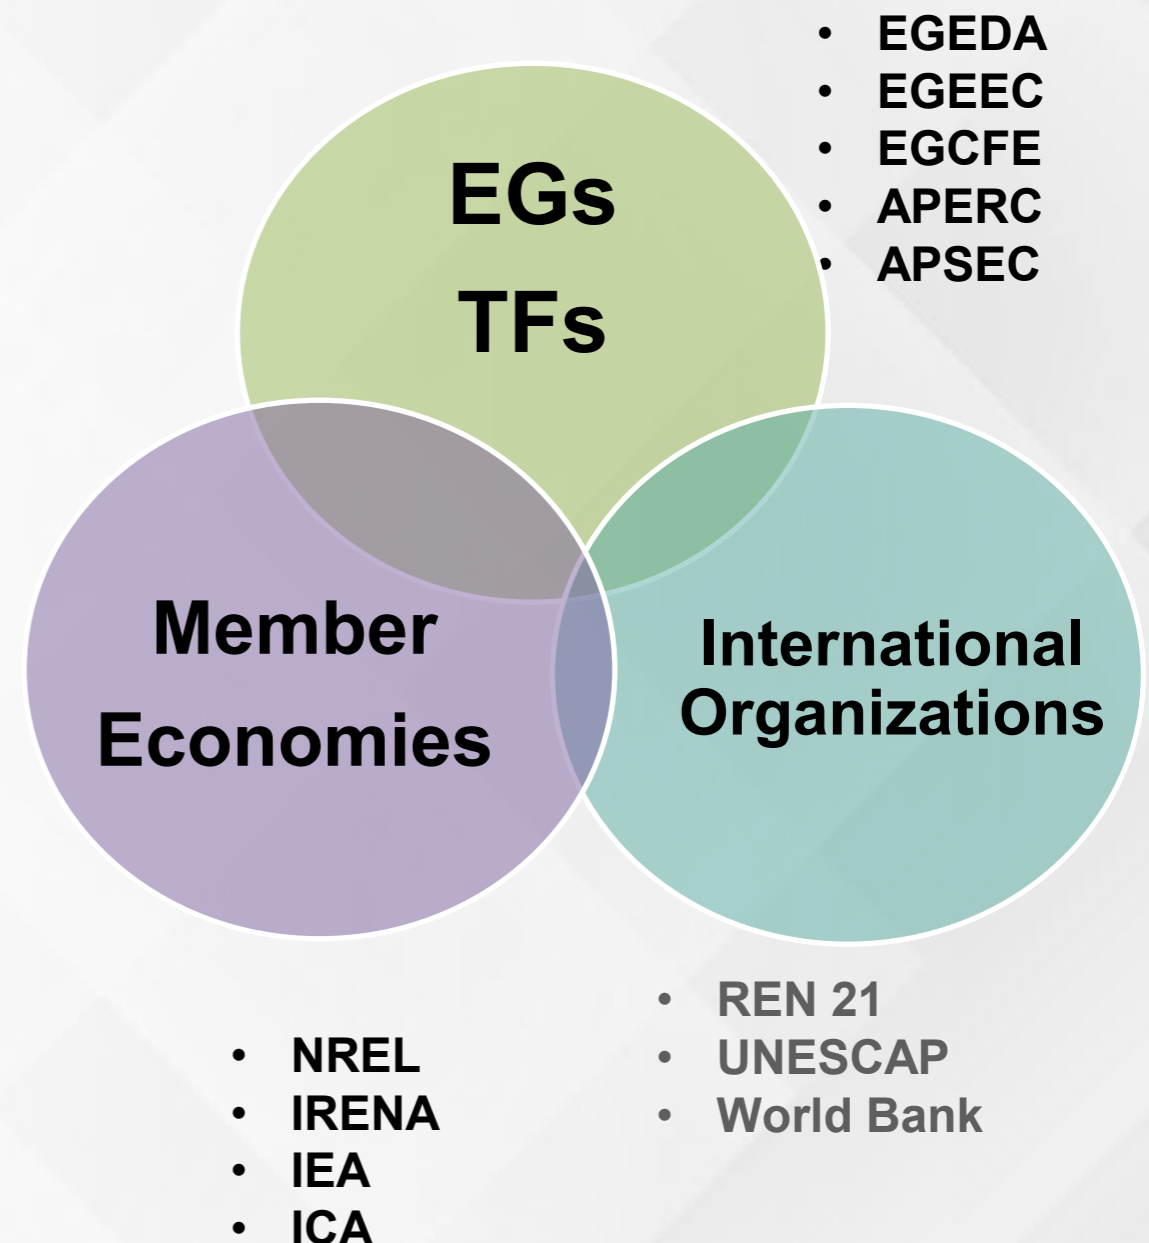 • EGEDA
• EGEEC
• EGCFE
• APERC
• APSEC
EGs
TFs
Member
Economies
International
Organizations
• NREL
• IRENA
• IEA
• ICA
• REN 21
• UNESCAP
• World Bank